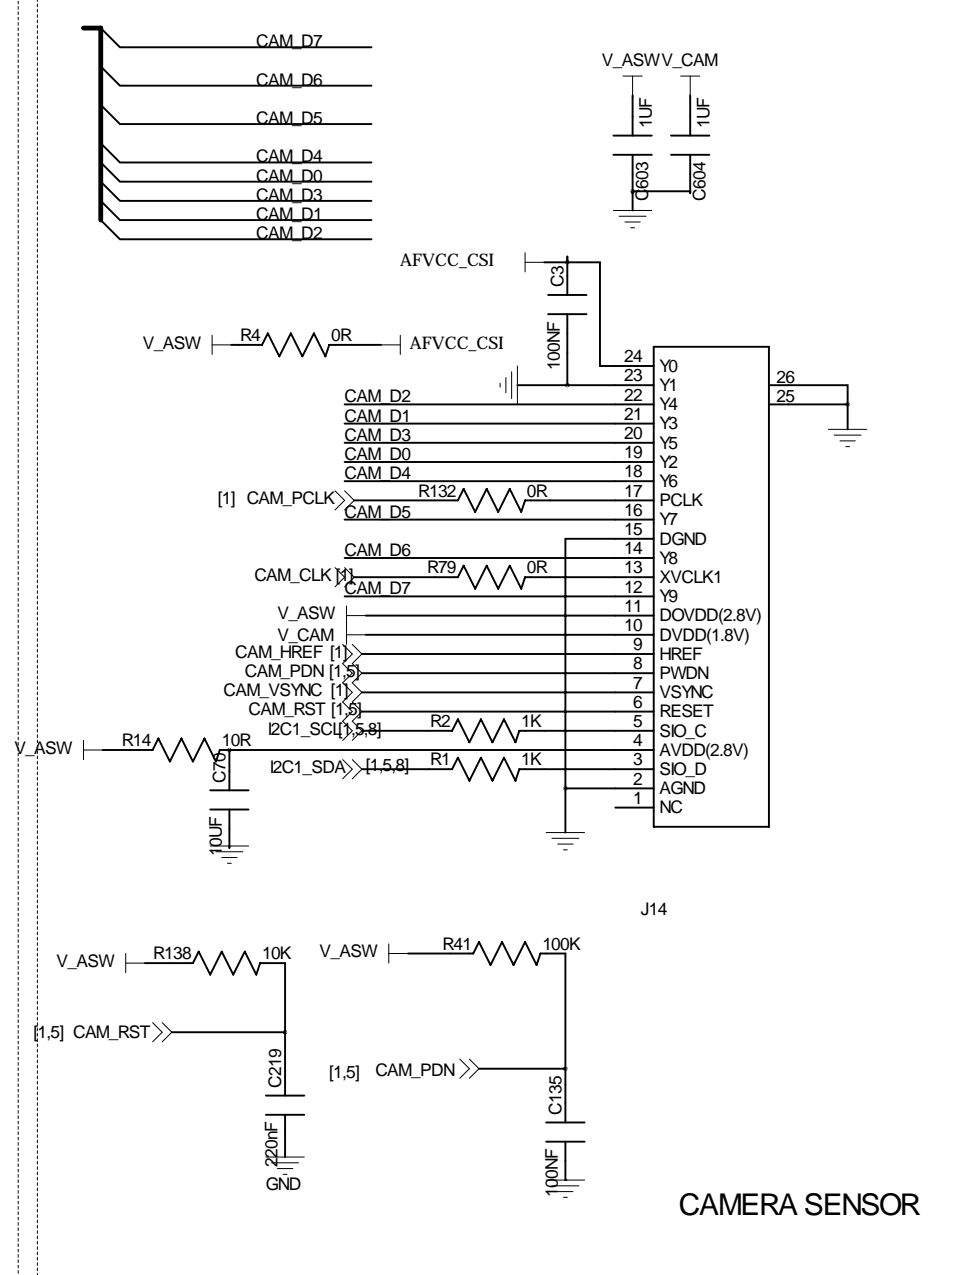 CAM_D7
CAM_D6
CAM_D5
CAM_D4
CAM_D0
CAM_D3
CAM_D1
CAM_D2
V_ASW V_CAM
1UF 1UF
C603 C604
AFVCC_CSI
C3
100NF
V_ASW R4 0R AFVCC_CSI
24 Y0
23 Y1
26
CAM_D2 22 Y4
25
CAM_D1 21 Y3
CAM_D3 20 Y5
CAM_D0 19 Y2
CAM_D4 18 Y6
[1] CAM_PCLK R132 0R 17 PCLK
CAM_D5 16 Y7
15 DGND
CAM_D6 14 Y8
CAM_CLK [1] R79 0R 13 XVCLK1
CAM_D7 12 Y9
V_ASW 11 DOVDD(2.8V)
V_CAM 10 DVDD(1.8V)
CAM_HREF [1] 9 HREF
CAM_PDN [1,5] 8 PWDN
CAM_VSYNC [1] 7 VSYNC
CAM_RST [1,5] 6 RESET
I2C1_SCL [1,5,8] R2 1K 5 SIO_C
V_ASW R14 10R 4 AVDD(2.8V)
C70
10UF
I2C1_SDA [1,5,8] R1 1K 3 SIO_D
2 AGND
1 NC
J14
V_ASW R138 10K
V_ASW R41 100K
[1,5] CAM_RST
C219
220nF
GND
[1,5] CAM_PDN
C135
100NF
CAMERA SENSOR